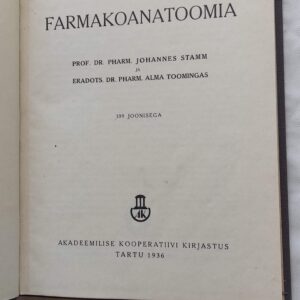 FARMAKOANATOOMIA
PROF. DR. PHARM. JOHANNES STAMM
JA
ERADOTS. DR. PHARM. ALMA TOOMINGAS
JOONISEGA
AK
AKADEEMILISE KOOPERATIIVI KIRJASTUS
TARTU 1936